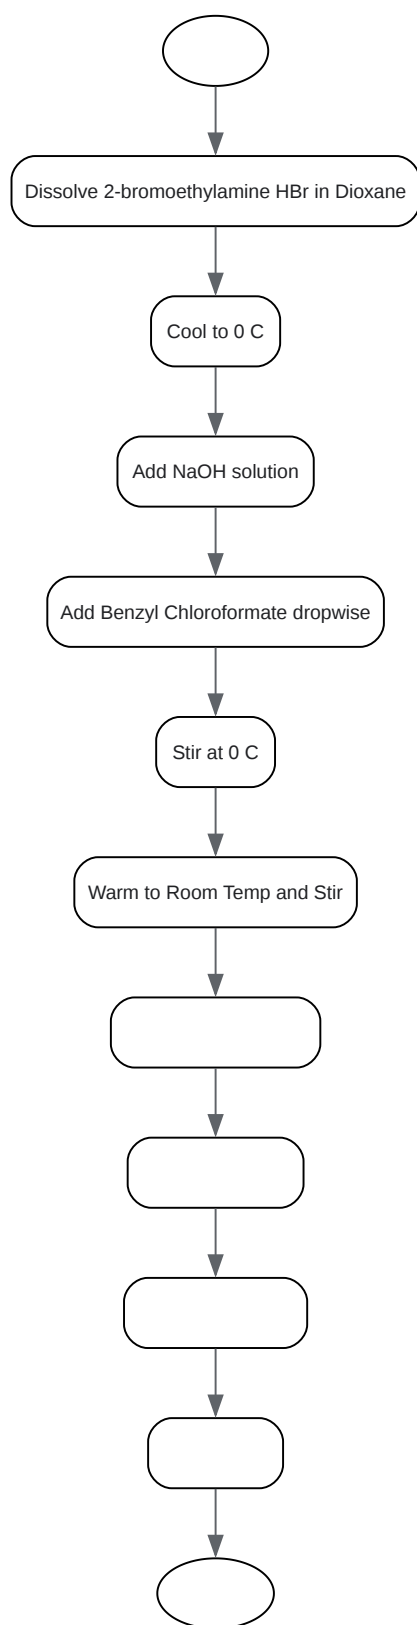 Dissolve 2-bromoethylamine HBr in Dioxane
Cool to 0 C
Add NaOH solution
Add Benzyl Chloroformate dropwise
Stir at 0 C
Warm to Room Temp and Stir